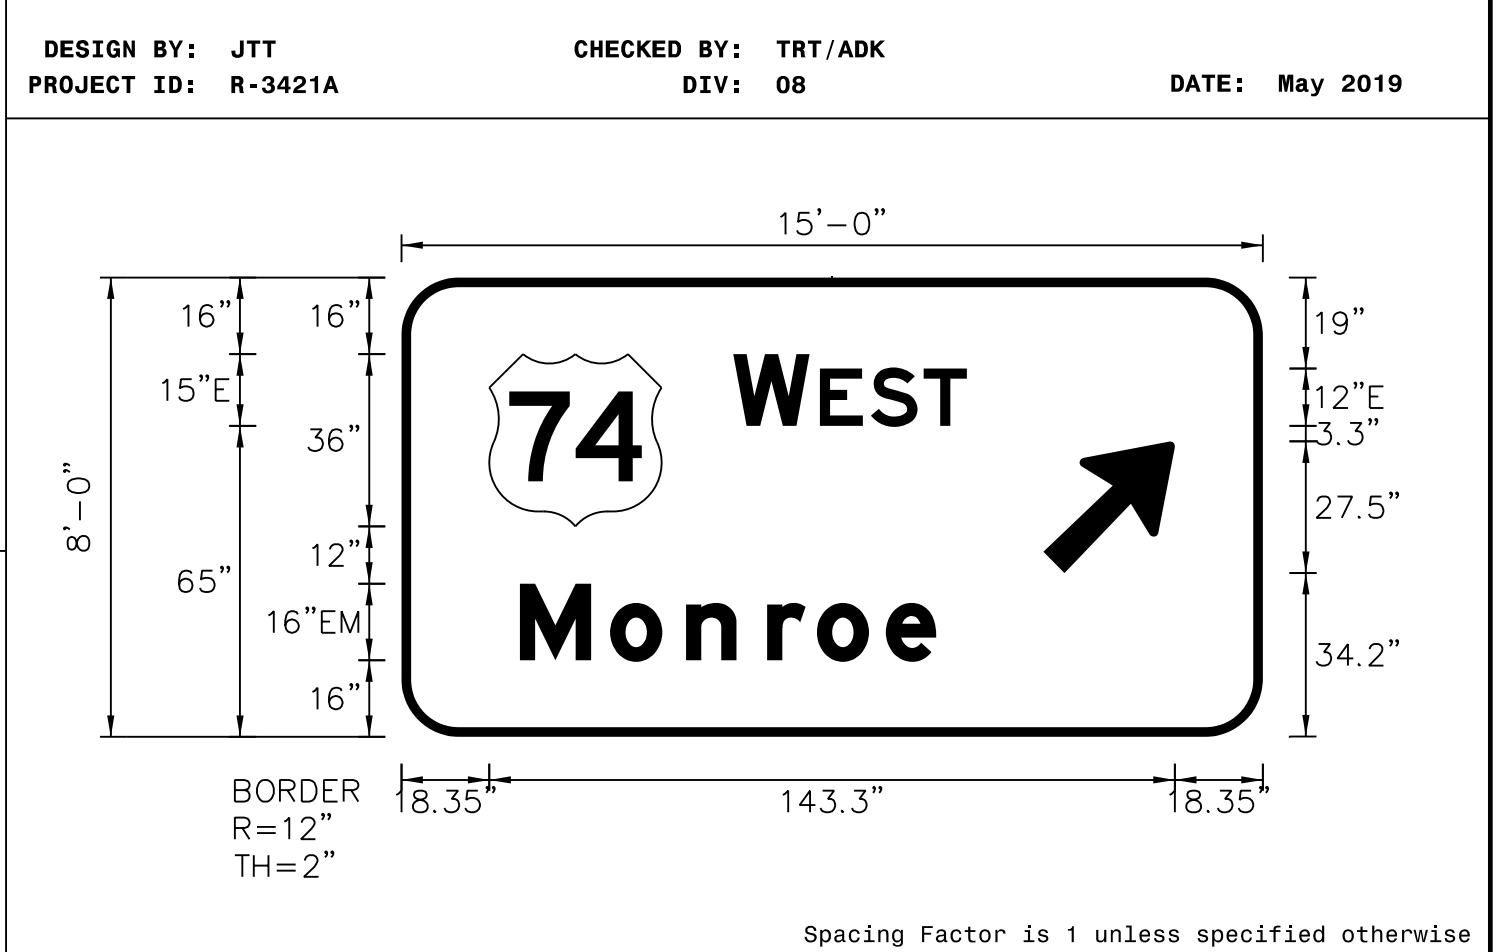 DESIGN BY: JTT CHECKED BY: TRT/ADK
PROJECT ID: R-3421A DIV: 08 DATE: May 2019
15'-0"
16" 16" 19"
WEST
15"E 12"E
74
36" 3.3"
8'-0"
27.5"
12"
65"
16"EM Monroe
34.2"
16"
BORDER 18.35" 143.3" 18.35"
R=12"
TH=2"
Spacing Factor is 1 unless specified otherwise